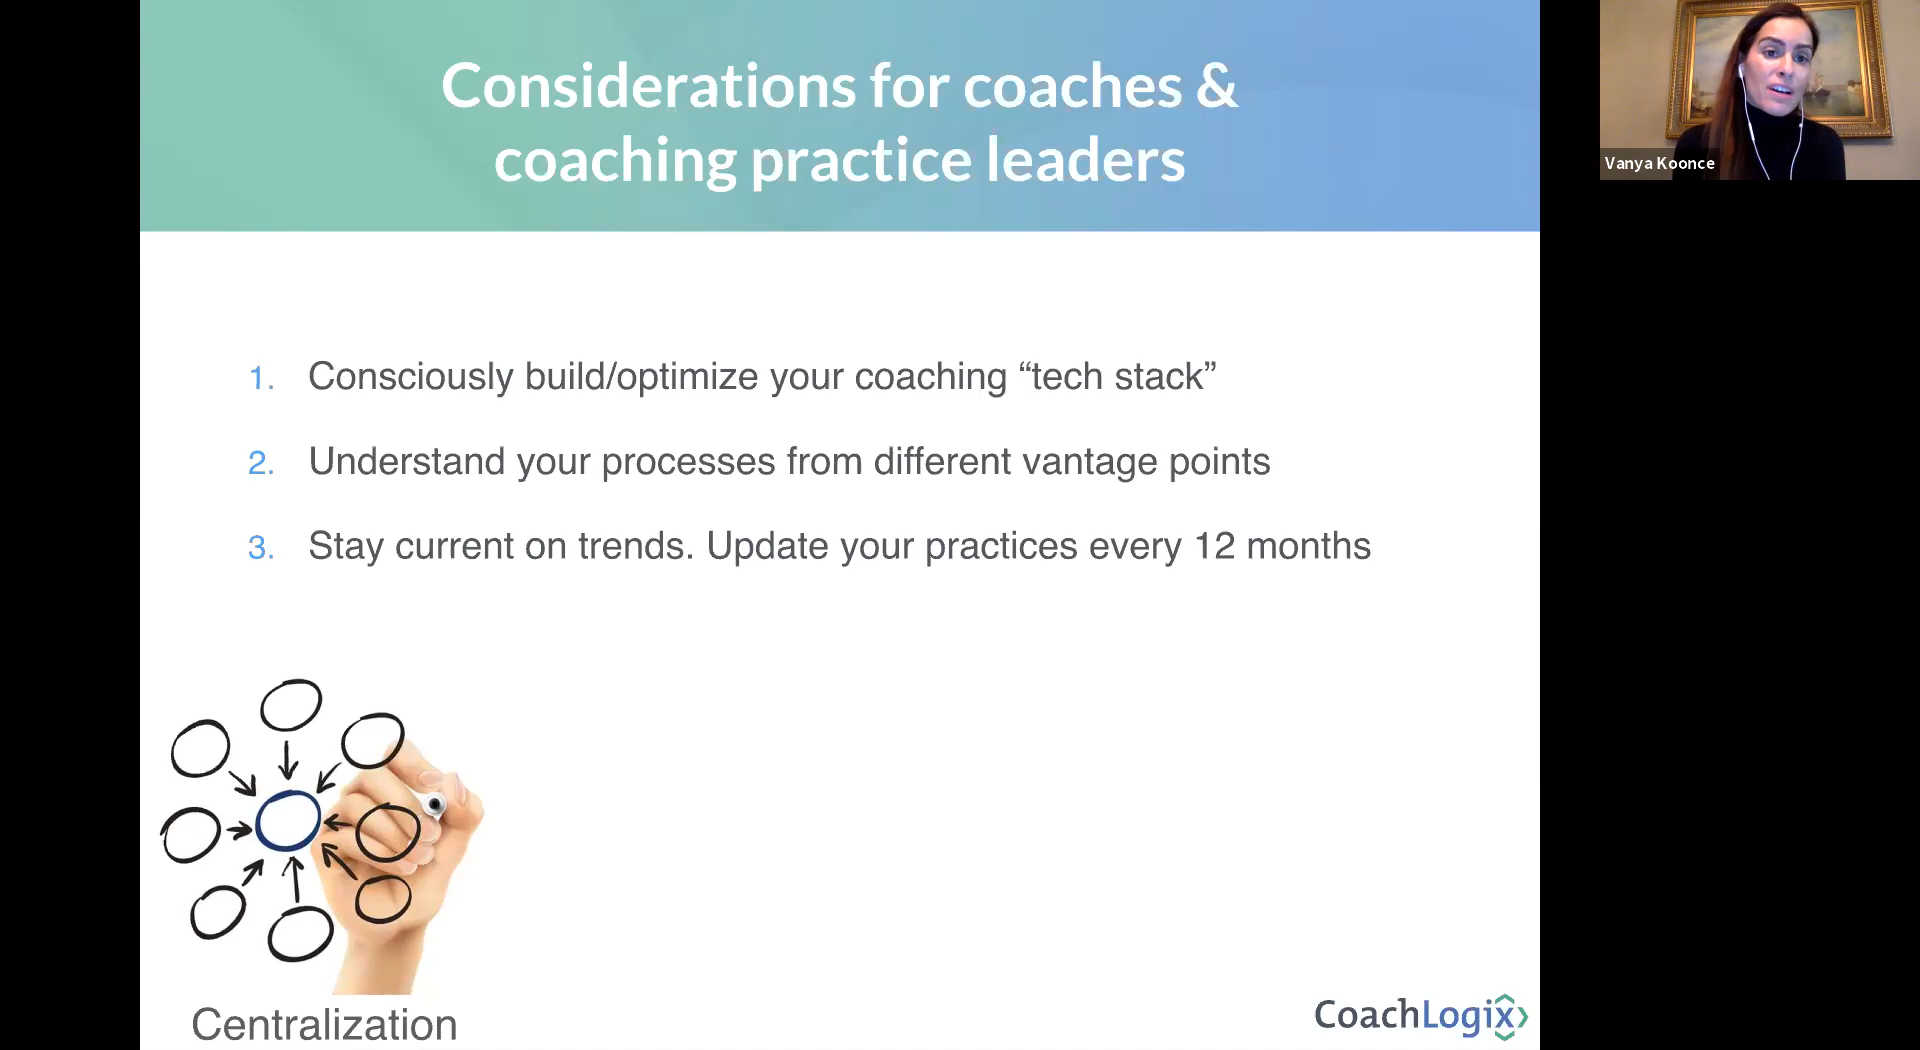 Considerations for coaches &
coaching practice leaders
Vanya Koonce
1. Consciously build/optimize your coaching “tech stack”
2. Understand your processes from different vantage points
3. Stay current on trends. Update your practices every 12 months
Centralization
CoachLogix